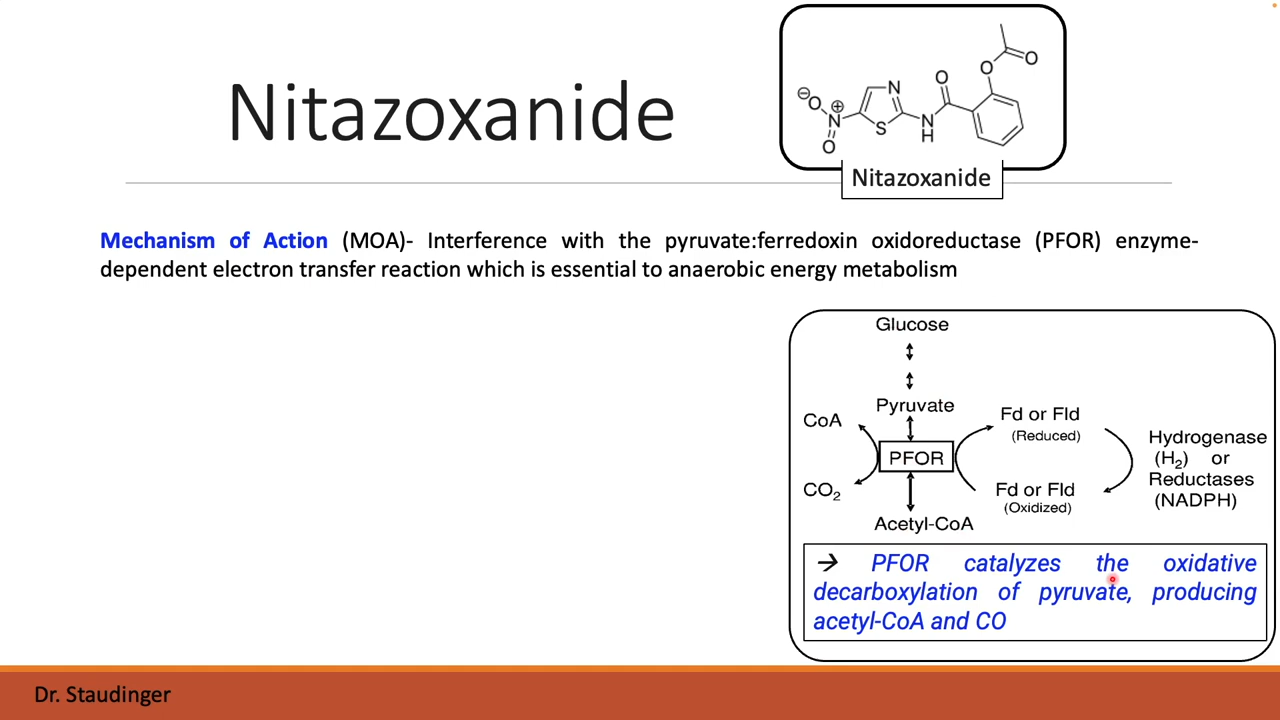 Nitazoxanide
O
O
O
N
N
S
N
H
O
O
Nitazoxanide
Mechanism of Action (MOA)- Interference with the pyruvate:ferredoxin oxidoreductase (PFOR) enzyme-
dependent electron transfer reaction which is essential to anaerobic energy metabolism
Glucose
Pyruvate
CoA
Fd or Fld
(Reduced)
PFOR
Hydrogenase
(H₂) or
Reductases
(NADPH)
CO₂
Fd or Fld
(Oxidized)
Acetyl-CoA
→ PFOR catalyzes the oxidative
decarboxylation of pyruvate, producing
acetyl-CoA and CO
Dr. Staudinger